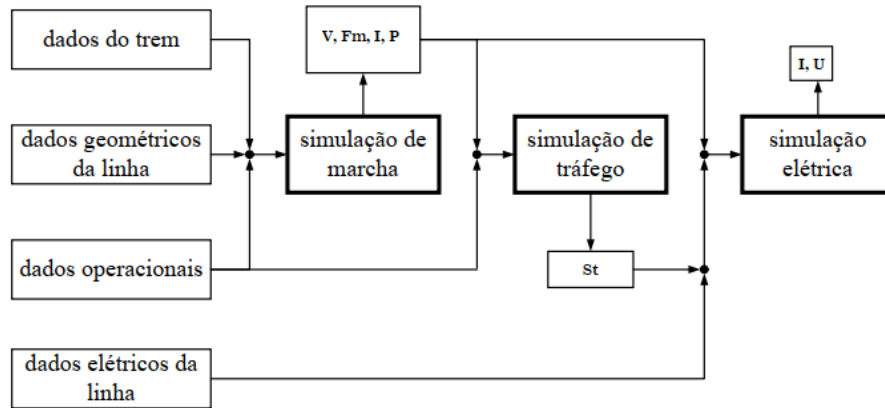 dados do trem
V, Fm, I, P
I, U
dados geométricos
da linha
simulação de
marcha
simulação de
tráfego
simulação
elétrica
dados operacionais
St
dados elétricos da
linha